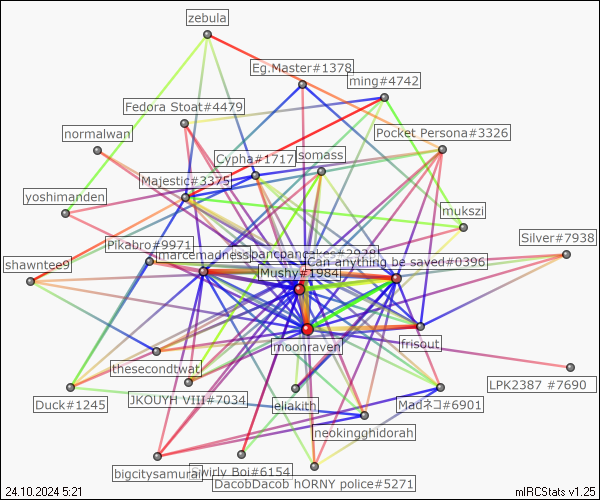 zebula
Eg.Master#1378
ming#4742
Fedora Stoat#4479
normalwan
Pocket Persona#3326
Cypha#1717
somass
Majestic#3375
yoshimanden
mukszi
Silver#7938
Pikabro#9971
marcemadness
shawntee9
Can anything be saved#0396
Mushy#1984
frisout
moonraven
thesecondtwat
LPK2387 #7690
JKOUYH VIII#7034
Duck#1245
eliakith
Madネコ#6901
neokingghidorah
bigcitysamurai
wirly Boi#6154
DacobDacob hORNY police#5271
24.10.2024 5:21
mIRCStats v1.25